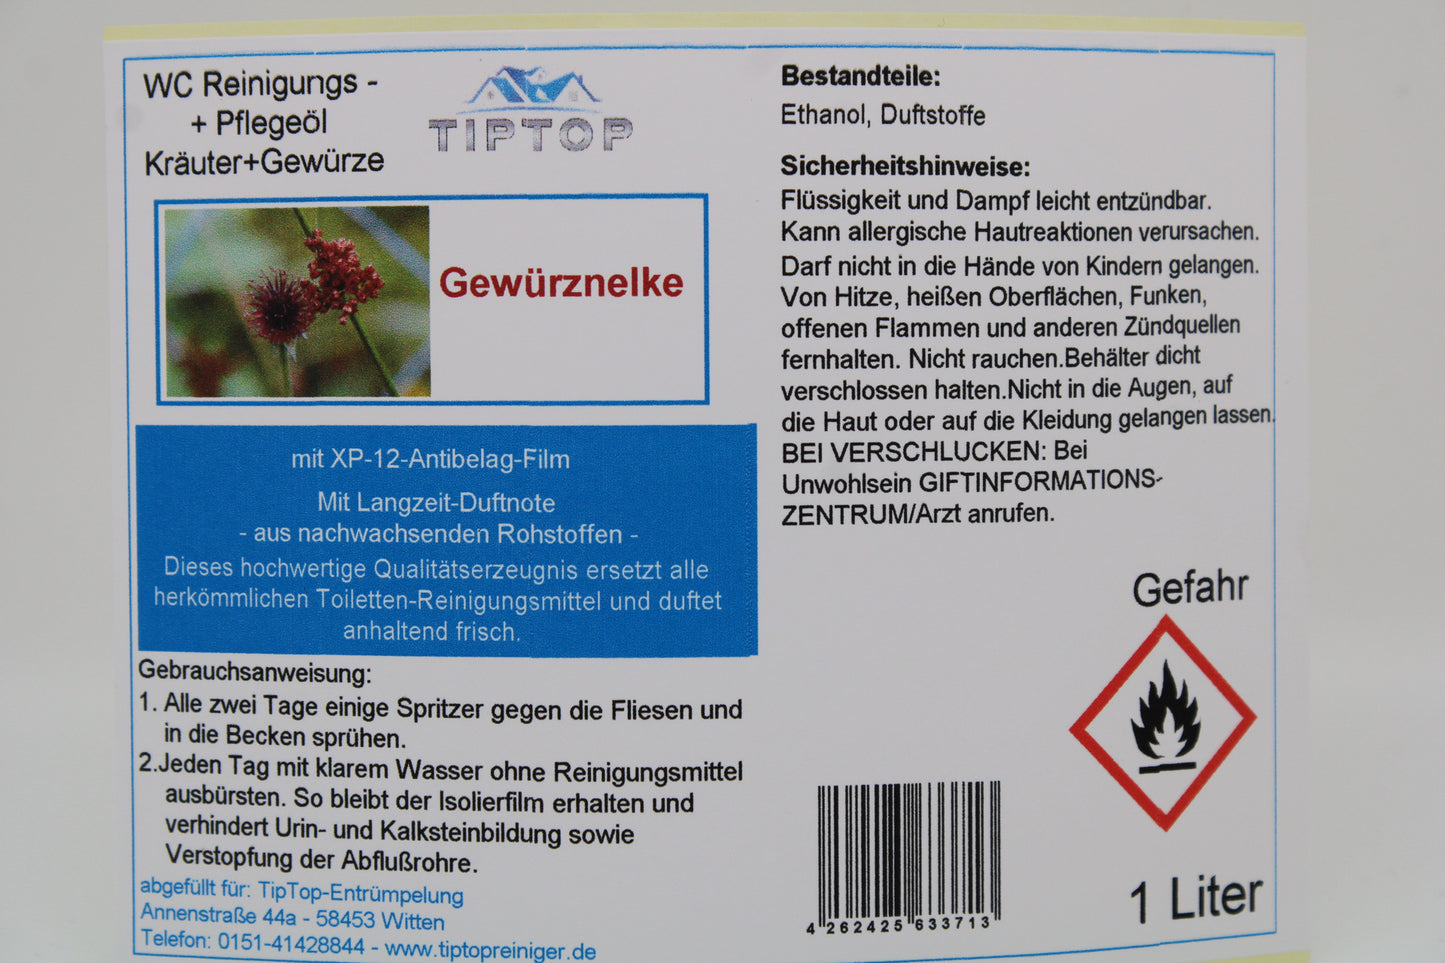 WC Reinigungs -
+ Pflegeöl
Kräuter+Gewürze
TIPTOP
Gewürznelke
mit XP-12-Antibelag-Film
Mit Langzeit-Duftnote
- aus nachwachsenden Rohstoffen -
Dieses hochwertige Qualitätserzeugnis ersetzt alle
herkömmlichen Toiletten-Reinigungsmittel und duftet
anhaltend frisch.
Gebrauchsanweisung:
1. Alle zwei Tage einige Spritzer gegen die Fliesen und
in die Becken sprühen.
2.Jeden Tag mit klarem Wasser ohne Reinigungsmittel
ausbürsten. So bleibt der Isolierfilm erhalten und
verhindert Urin- und Kalksteinbildung sowie
Verstopfung der Abflußrohre.
abgefüllt für: TipTop-Entrümpelung
Annenstraße 44a - 58453 Witten
Telefon: 0151-41428844 - www.tiptopreiniger.de
Bestandteile:
Ethanol, Duftstoffe
Sicherheitshinweise:
Flüssigkeit und Dampf leicht entzündbar.
Kann allergische Hautreaktionen verursachen.
Darf nicht in die Hände von Kindern gelangen.
Von Hitze, heißen Oberflächen, Funken,
offenen Flammen und anderen Zündquellen
fernhalten. Nicht rauchen.Behälter dicht
verschlossen halten.Nicht in die Augen, auf
die Haut oder auf die Kleidung gelangen lassen.
BEI VERSCHLUCKEN: Bei
Unwohlsein GIFTINFORMATIONS-
ZENTRUM/Arzt anrufen.
Gefahr
4 262425 633713
1 Liter